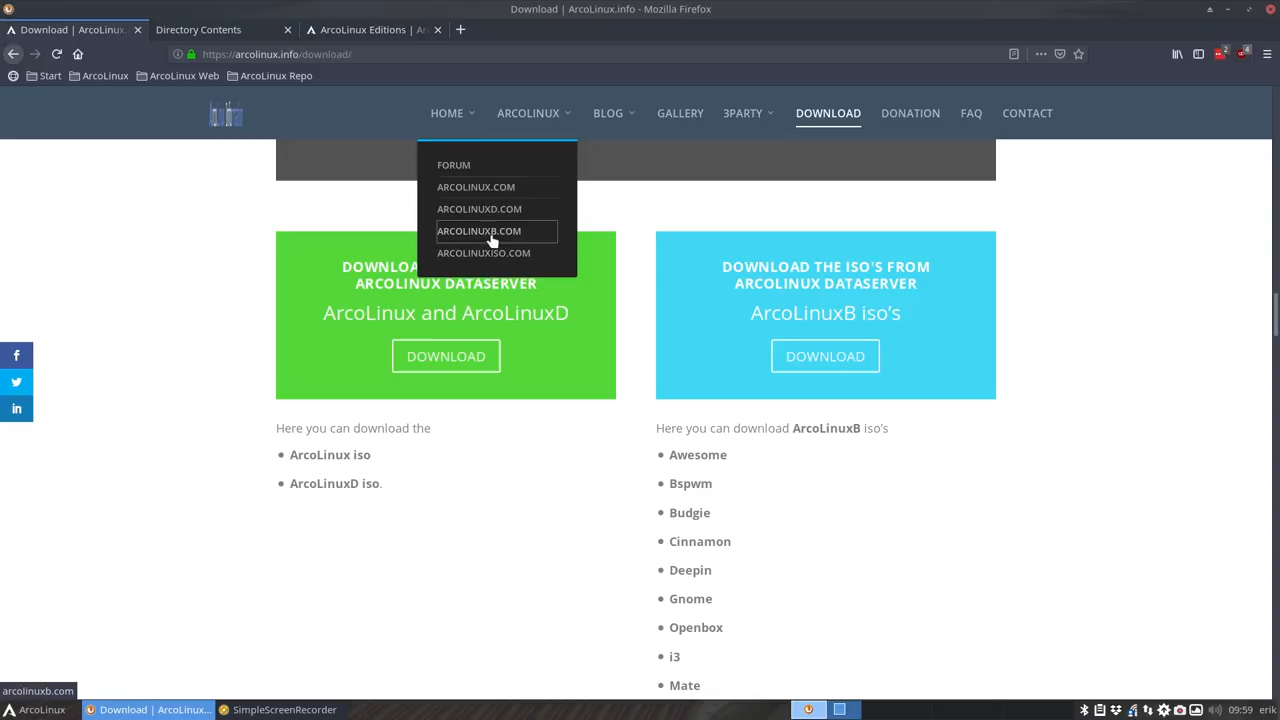 Download | ArcoLinux.info - Mozilla Firefox
Download | ArcoLinux.
Directory Contents
ArcoLinux Editions | Ar
https://arcolinux.info/download/
2
4
Start
ArcoLinux
ArcoLinux Web
ArcoLinux Repo
HOME
ARCOLINUX
BLOG
GALLERY
3PARTY
DOWNLOAD
DONATION
FAQ
CONTACT
FORUM
ARCOLINUX.COM
ARCOLINUXD.COM
ARCOLINUXB.COM
ARCOLINUXISO.COM
DOWNLOA
ARCOLINUX DATASERVER
ArcoLinux and ArcoLinuxD
DOWNLOAD
DOWNLOAD THE ISO'S FROM
ARCOLINUX DATASERVER
ArcoLinuxB iso's
DOWNLOAD
Here you can download the
• ArcoLinux iso
• ArcoLinuxD iso.
Here you can download ArcoLinuxB iso's
• Awesome
• Bspwm
• Budgie
• Cinnamon
• Deepin
• Gnome
• Openbox
• i3
• Mate
f
in
arcolinuxb.com
ArcoLinux
Download | ArcoLinux...
SimpleScreenRecorder
09:59
erik